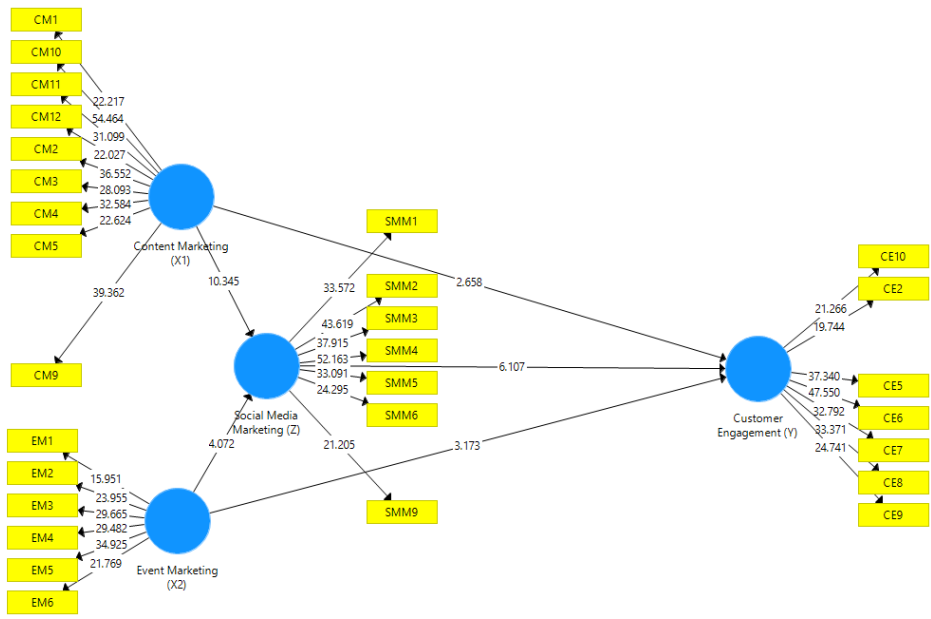 CM1
CM10
CM11
CM12
CM2
CM3
CM4
CM5
CM9
22.217
54.464
31.099
22.027
36.552
28.093
32.584
22.624
39.362
Content Marketing
(X1)
10.345
2.658
SMM1
SMM2
SMM3
SMM4
SMM5
SMM6
SMM9
33.572
43.619
37.915
52.163
33.091
24.295
21.205
Social Media
Marketing (Z)
6.107
4.072
3.173
EM1
EM2
EM3
EM4
EM5
EM6
15.951
23.955
29.665
29.482
34.925
21.769
Event Marketing
(X2)
CE10
CE2
CE5
CE6
CE7
CE8
CE9
21.266
19.744
37.340
47.550
32.792
33.371
24.741
Customer
Engagement (Y)